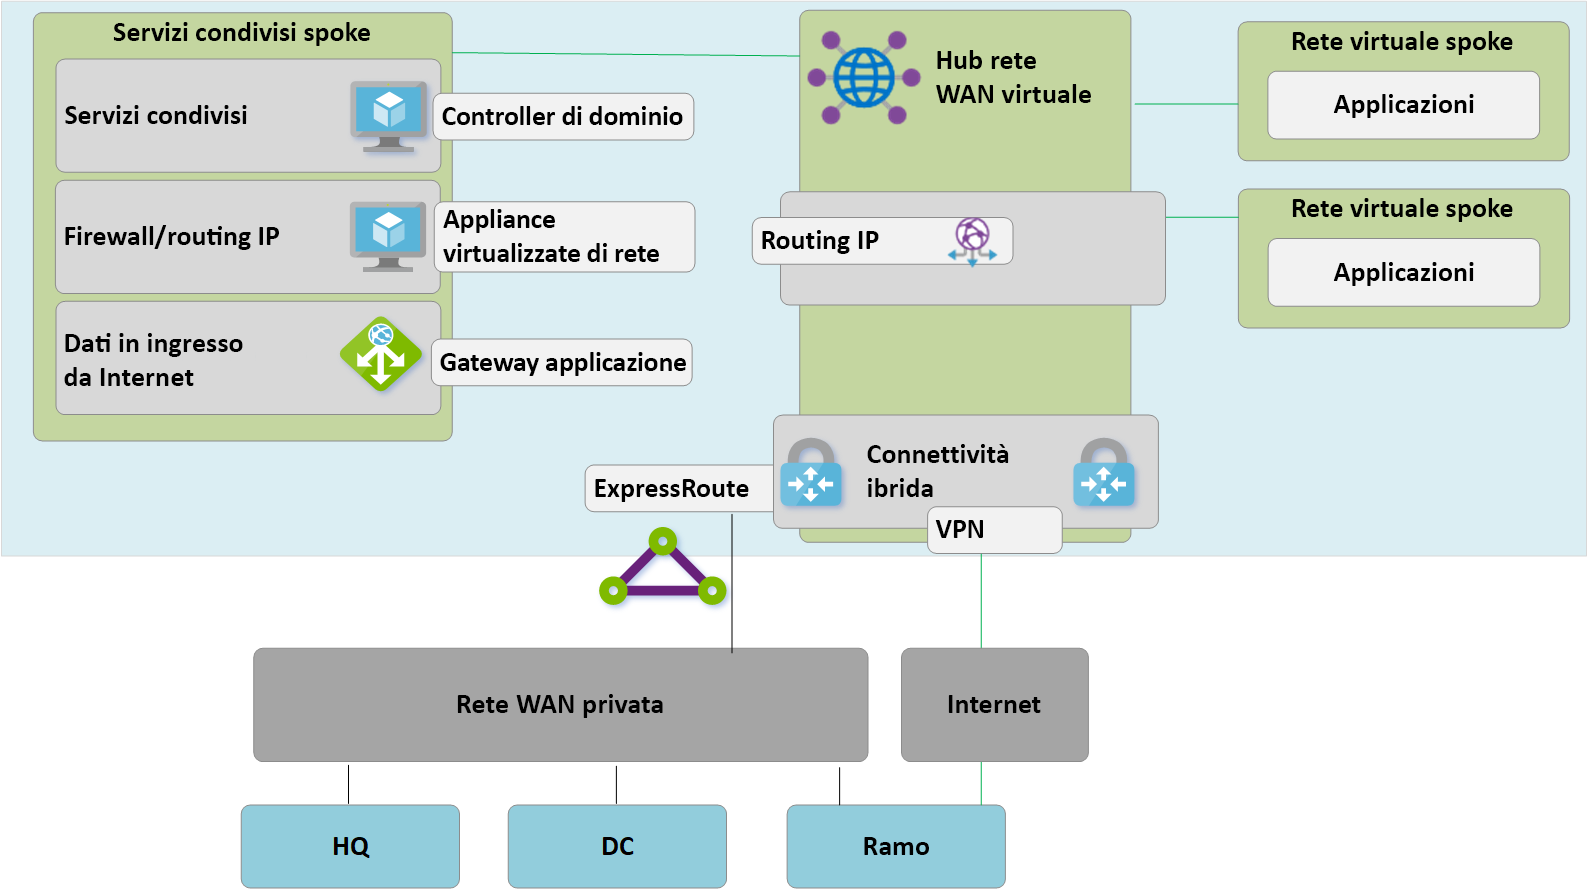 Servizi condivisi spoke
Servizi condivisi
Controller di dominio
Firewall/routing IP
Appliance
virtualizzate di rete
Dati in ingresso
da Internet
Gateway applicazione
Hub rete
WAN virtuale
Routing IP
Connettività
ibrida
ExpressRoute
VPN
Rete virtuale spoke
Applicazioni
Rete virtuale spoke
Applicazioni
Rete WAN privata
Internet
HQ
DC
Ramo